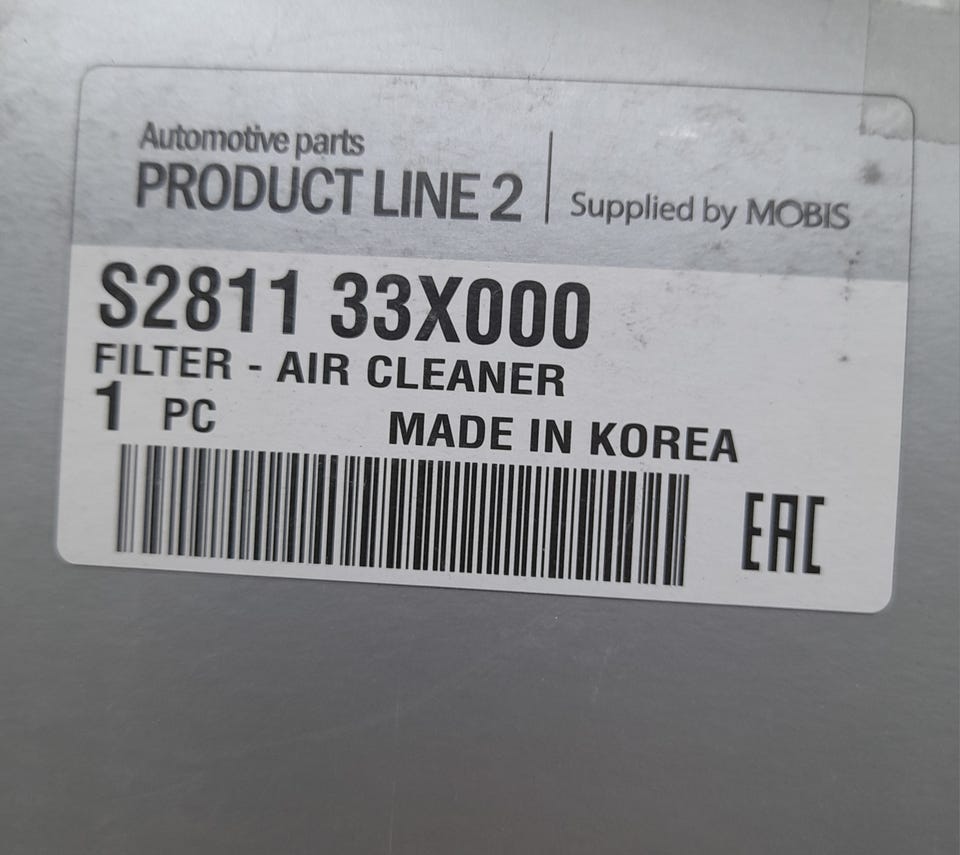 Automotive parts
PRODUCT LINE 2
Supplied by MOBIS
S2811 33X000
FILTER - AIR CLEANER
1 PC
MADE IN KOREA
EAC